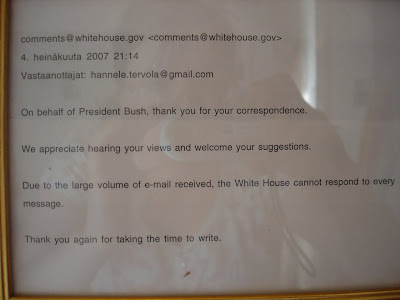 comments@whitehouse.gov <comments@whitehouse.gov>
4. heinäkuuta 2007 21:14
Vastaanottajat: hannele.tervola@gmail.com
On behalf of President Bush, thank you for your correspondence.
We appreciate hearing your views and welcome your suggestions.
Due to the large volume of e-mail received, the White House cannot respond to every
message.
Thank you again for taking the time to write.